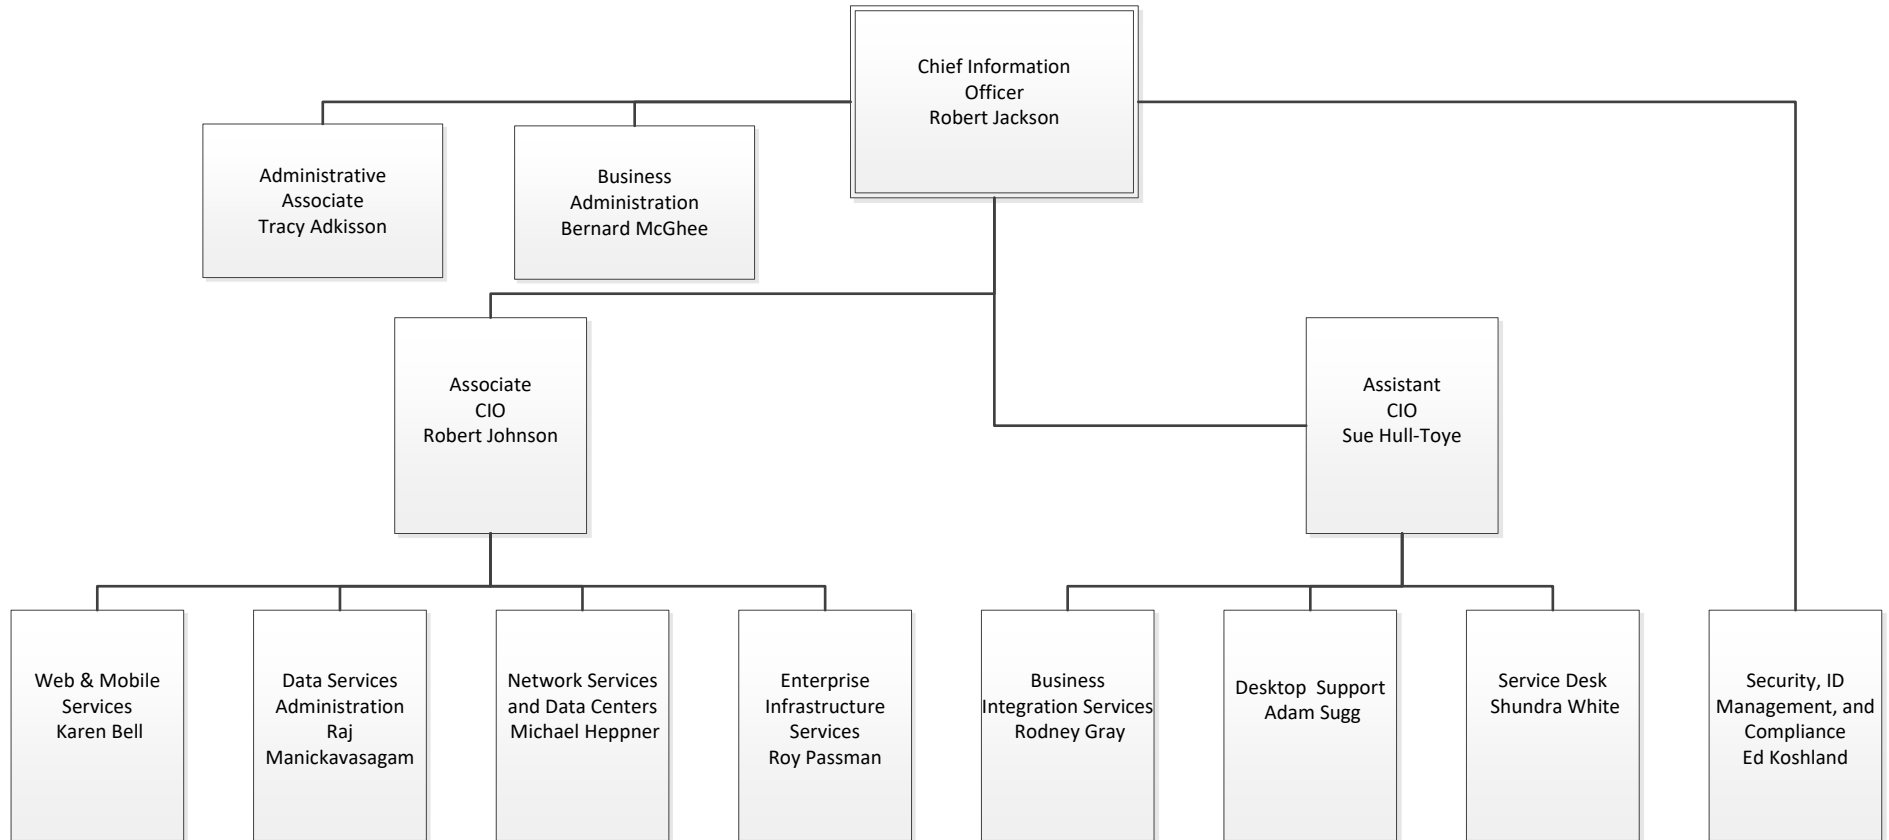 Chief Information
Officer
Robert Jackson
Administrative
Associate
Tracy Adkisson
Business
Administration
Bernard McGhee
Associate
CIO
Robert Johnson
Assistant
CIO
Sue Hull-Toye
Web & Mobile
Services
Karen Bell
Data Services
Administration
Raj
Manickavasagam
Network Services
and Data Centers
Michael Heppner
Enterprise
Infrastructure
Services
Roy Passman
Business
Integration Services
Rodney Gray
Desktop  Support
Adam Sugg
Service Desk
Shundra White
Security, ID
Management, and
Compliance
Ed Koshland